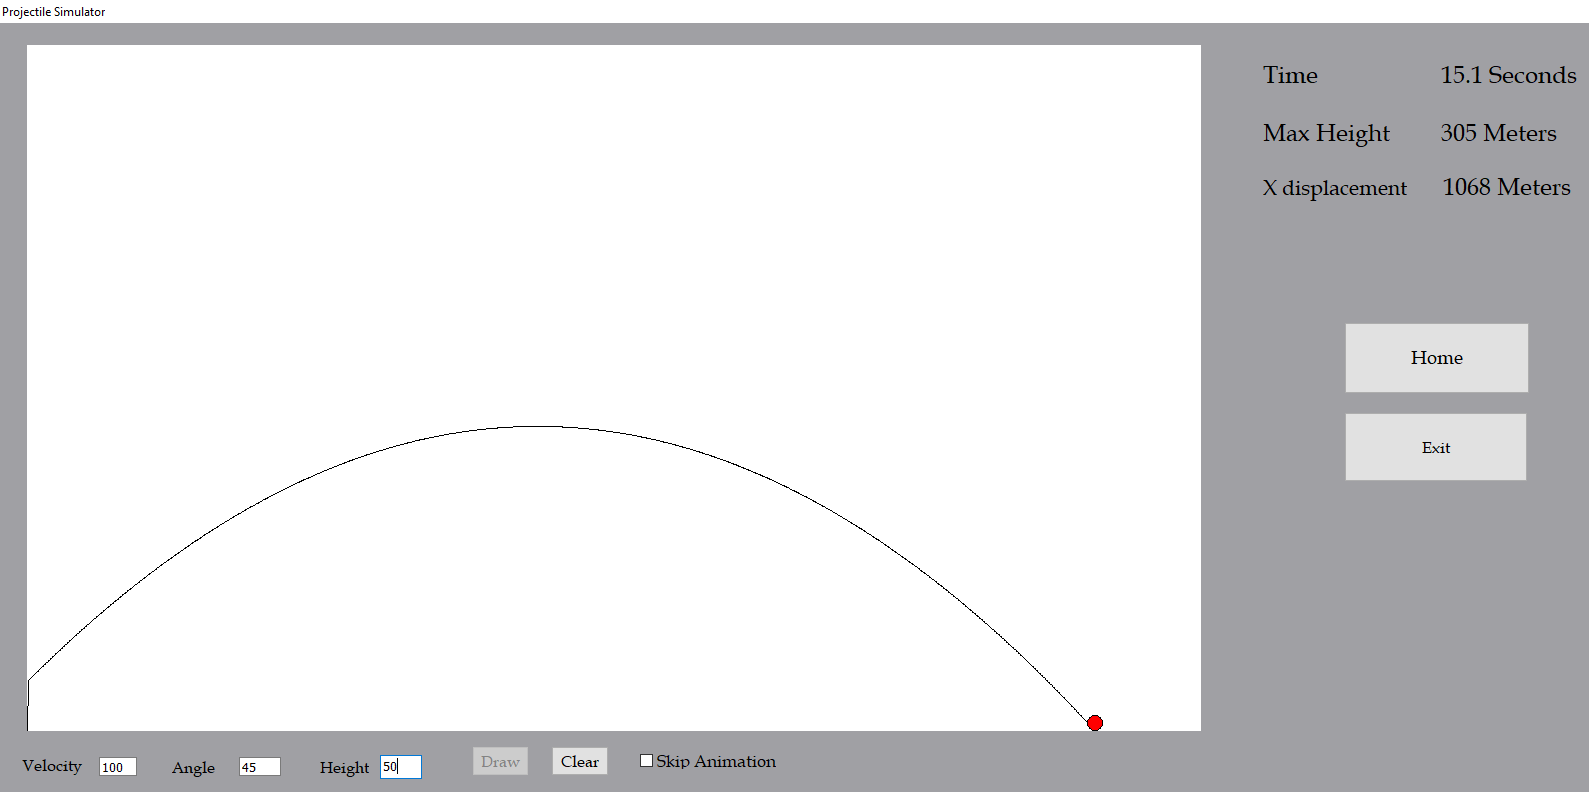 Projectile Simulator
Time 15.1 Seconds
Max Height 305 Meters
X displacement 1068 Meters
Home
Exit
Velocity 100 Angle 45 Height 50 Draw Clear Skip Animation